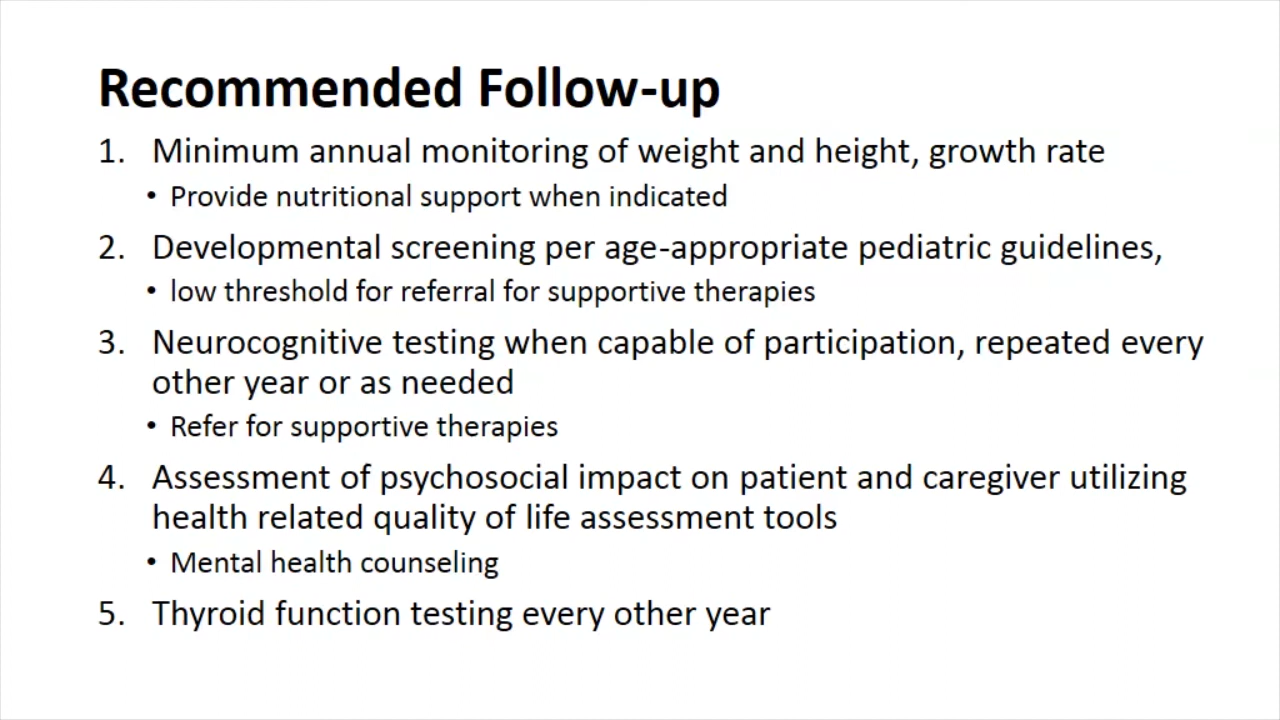 Recommended Follow-up
1. Minimum annual monitoring of weight and height, growth rate
• Provide nutritional support when indicated
2. Developmental screening per age-appropriate pediatric guidelines,
• low threshold for referral for supportive therapies
3. Neurocognitive testing when capable of participation, repeated every
other year or as needed
• Refer for supportive therapies
4. Assessment of psychosocial impact on patient and caregiver utilizing
health related quality of life assessment tools
• Mental health counseling
5. Thyroid function testing every other year